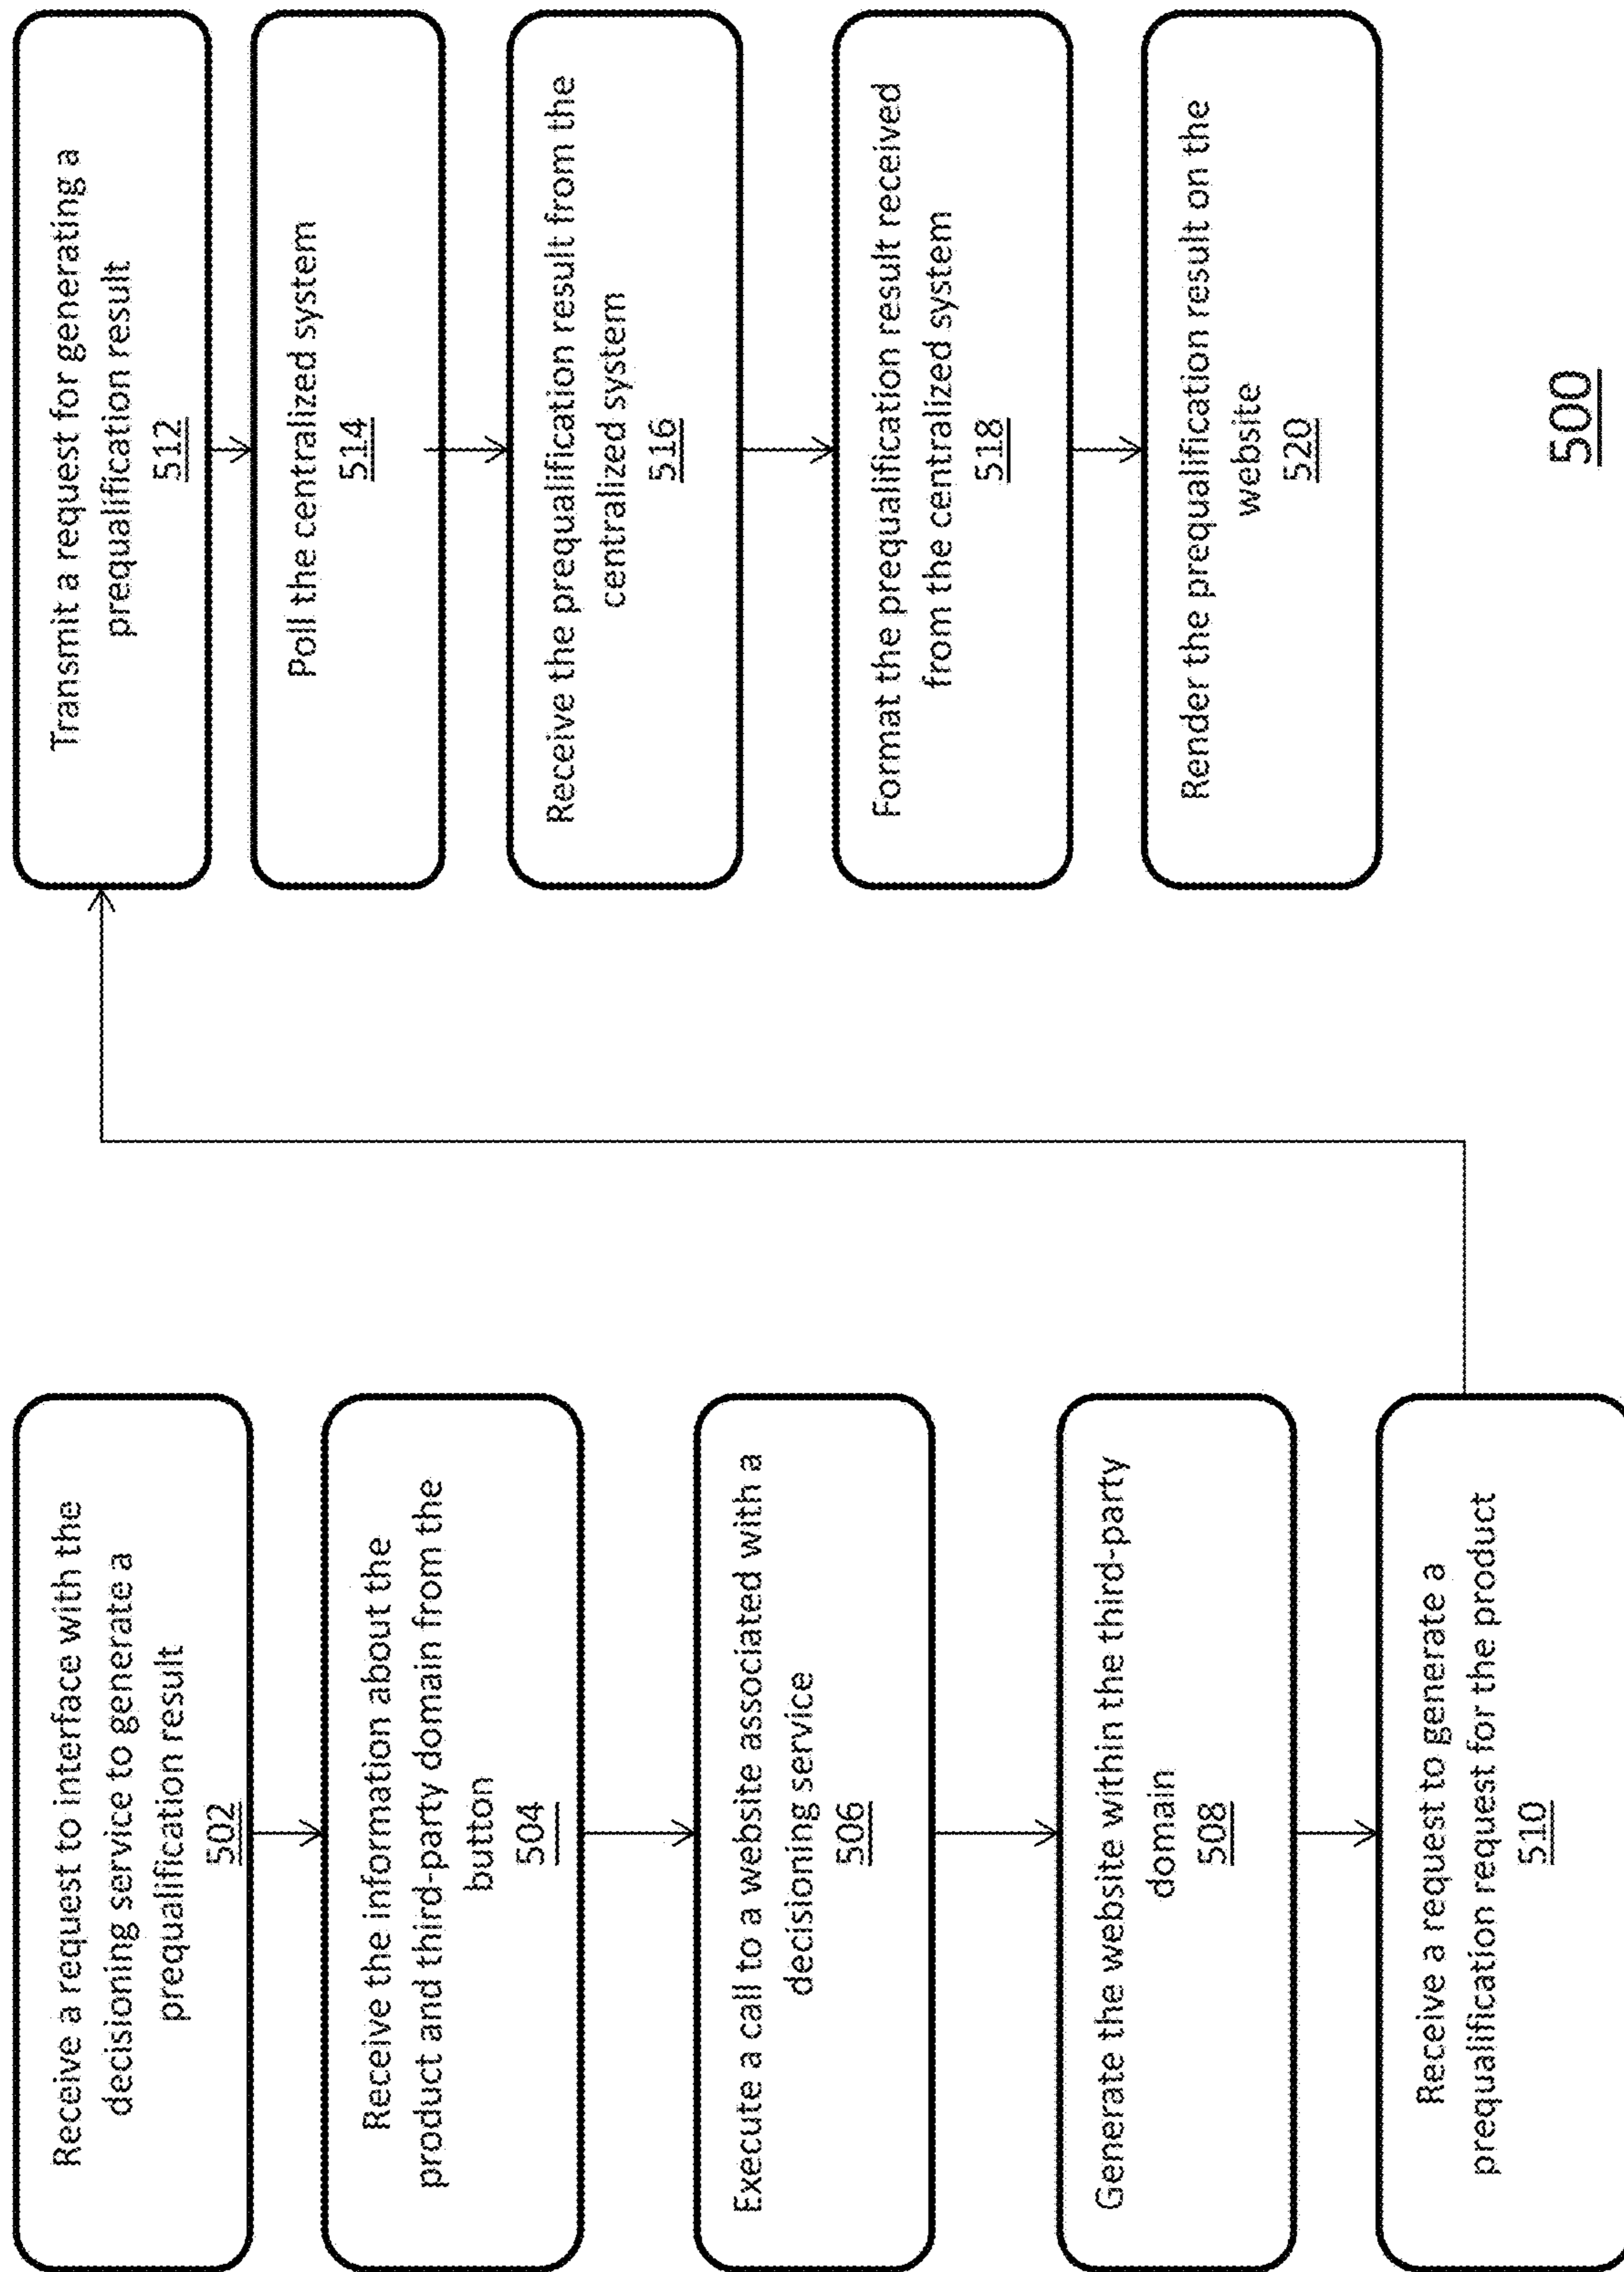 Receive a request to interface with the
decisioning service to generate a
prequalification result
502
Receive the information about the
product and third-party domain from the
button
504
Execute a call to a website associated with a
decisioning service
506
Generate the website within the third-party
domain
508
Receive a request to generate a
prequalification request for the product
510
Transmit a request for generating a
prequalification result
512
Poll the centralized system
514
Receive the prequalification result from the
centralized system
516
Format the prequalification result received
from the centralized system
518
Render the prequalification result on the
website
520
500